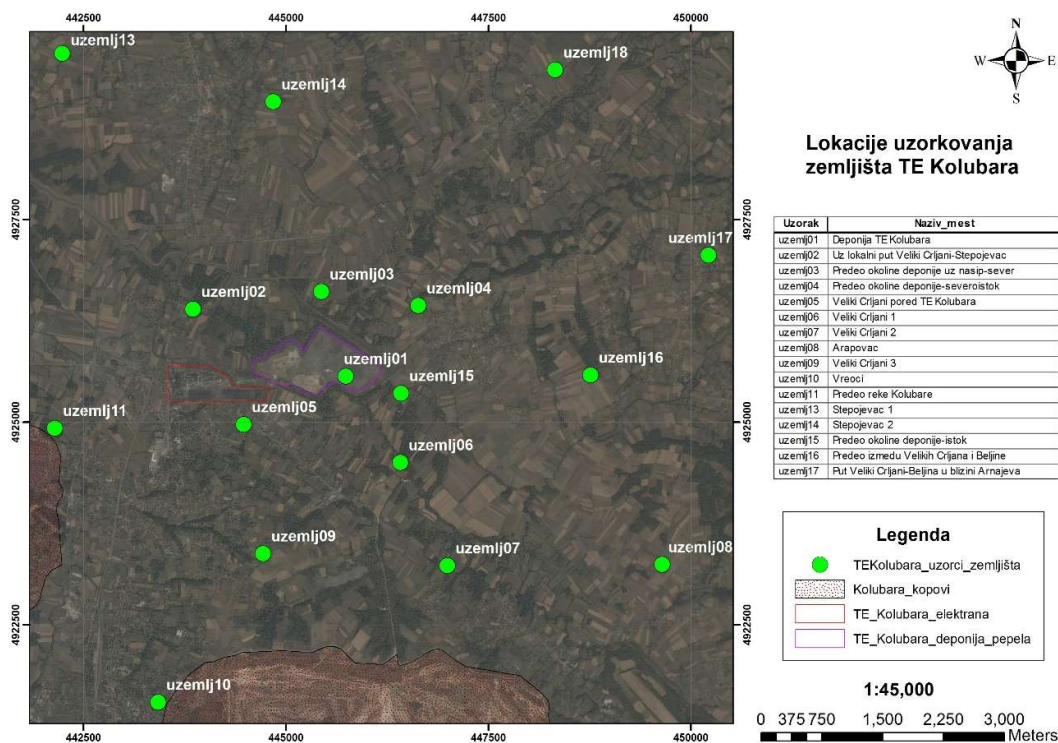 442500 445000 447500 450000
uzemlj13
uzemlj18
uzemlj14
4927500 4927500
uzemlj17
uzemlj03
uzemlj04
uzemlj02
uzemlj01
uzemlj16
uzemlj15
uzemlj11
uzemlj05
4925000 4925000
uzemlj06
uzemlj09
uzemlj07
uzemlj08
4922500 4922500
uzemlj10
442500 445000 447500 450000
N
W E
S
Lokacije uzorkovanja
zemljišta TE Kolubara
Uzorak Naziv_mest
uzemlj01 Deponija TE Kolubara
uzemlj02 Uz lokalni put Veliki Crljani-Stepojevac
uzemlj03 Predeo okoline deponije uz nasip-sever
uzemlj04 Predeo okoline deponije-severoistok
uzemlj05 Veliki Crljani pored TE Kolubara
uzemlj06 Veliki Crljani 1
uzemlj07 Veliki Crljani 2
uzemlj08 Arapovac
uzemlj09 Veliki Crljani 3
uzemlj10 Vreoci
uzemlj11 Predeo reke Kolubare
uzemlj13 Stepojevac 1
uzemlj14 Stepojevac 2
uzemlj15 Predeo okoline deponije-istok
uzemlj16 Predeo između Velikih Crljana i Beljine
uzemlj17 Put Veliki Crljani-Beljina u blizini Arnajeva
Legenda
TEKolubara_uzorci_zemljišta
Kolubara_kopovi
TE_Kolubara_elektrana
TE_Kolubara_deponija_pepela
1:45,000
0 375 750 1,500 2,250 3,000
Meters